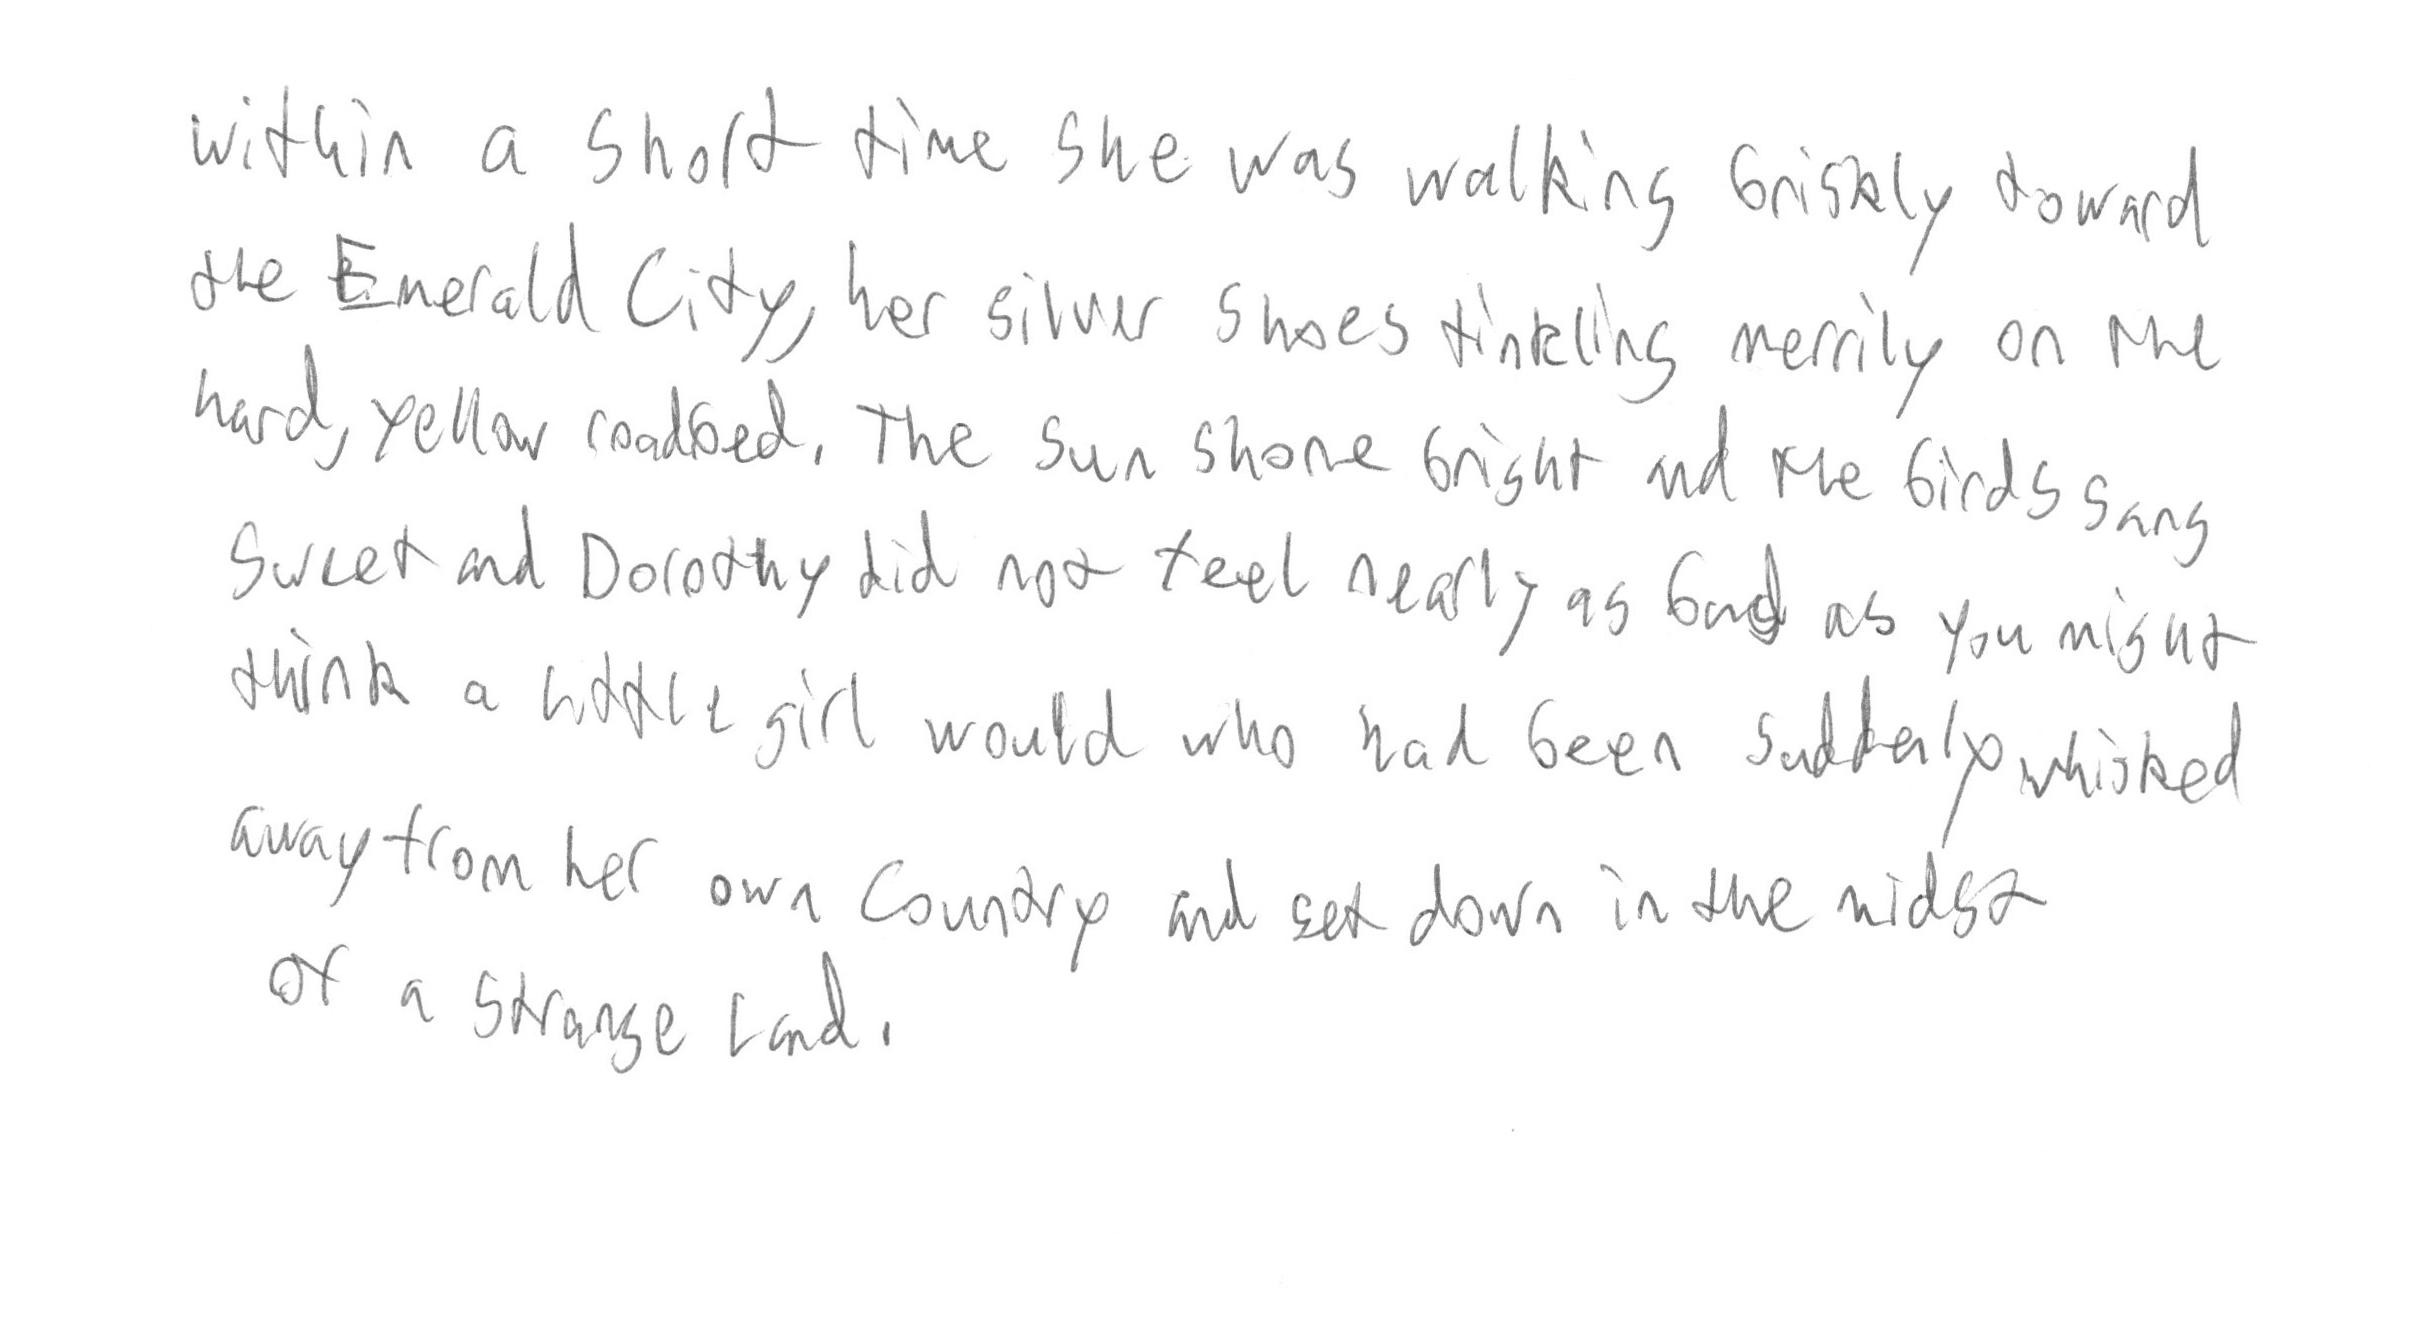 within a short time she was walking briskly toward
the Emerald City, her silver shoes tinkling merrily on the
hard, yellow roadbed. The sun shone bright and the birds sang
sweet and Dorothy did not feel nearly as bad as you might
think a little girl would who had been suddenly whisked
away from her own country and set down in the midst
of a strange land.